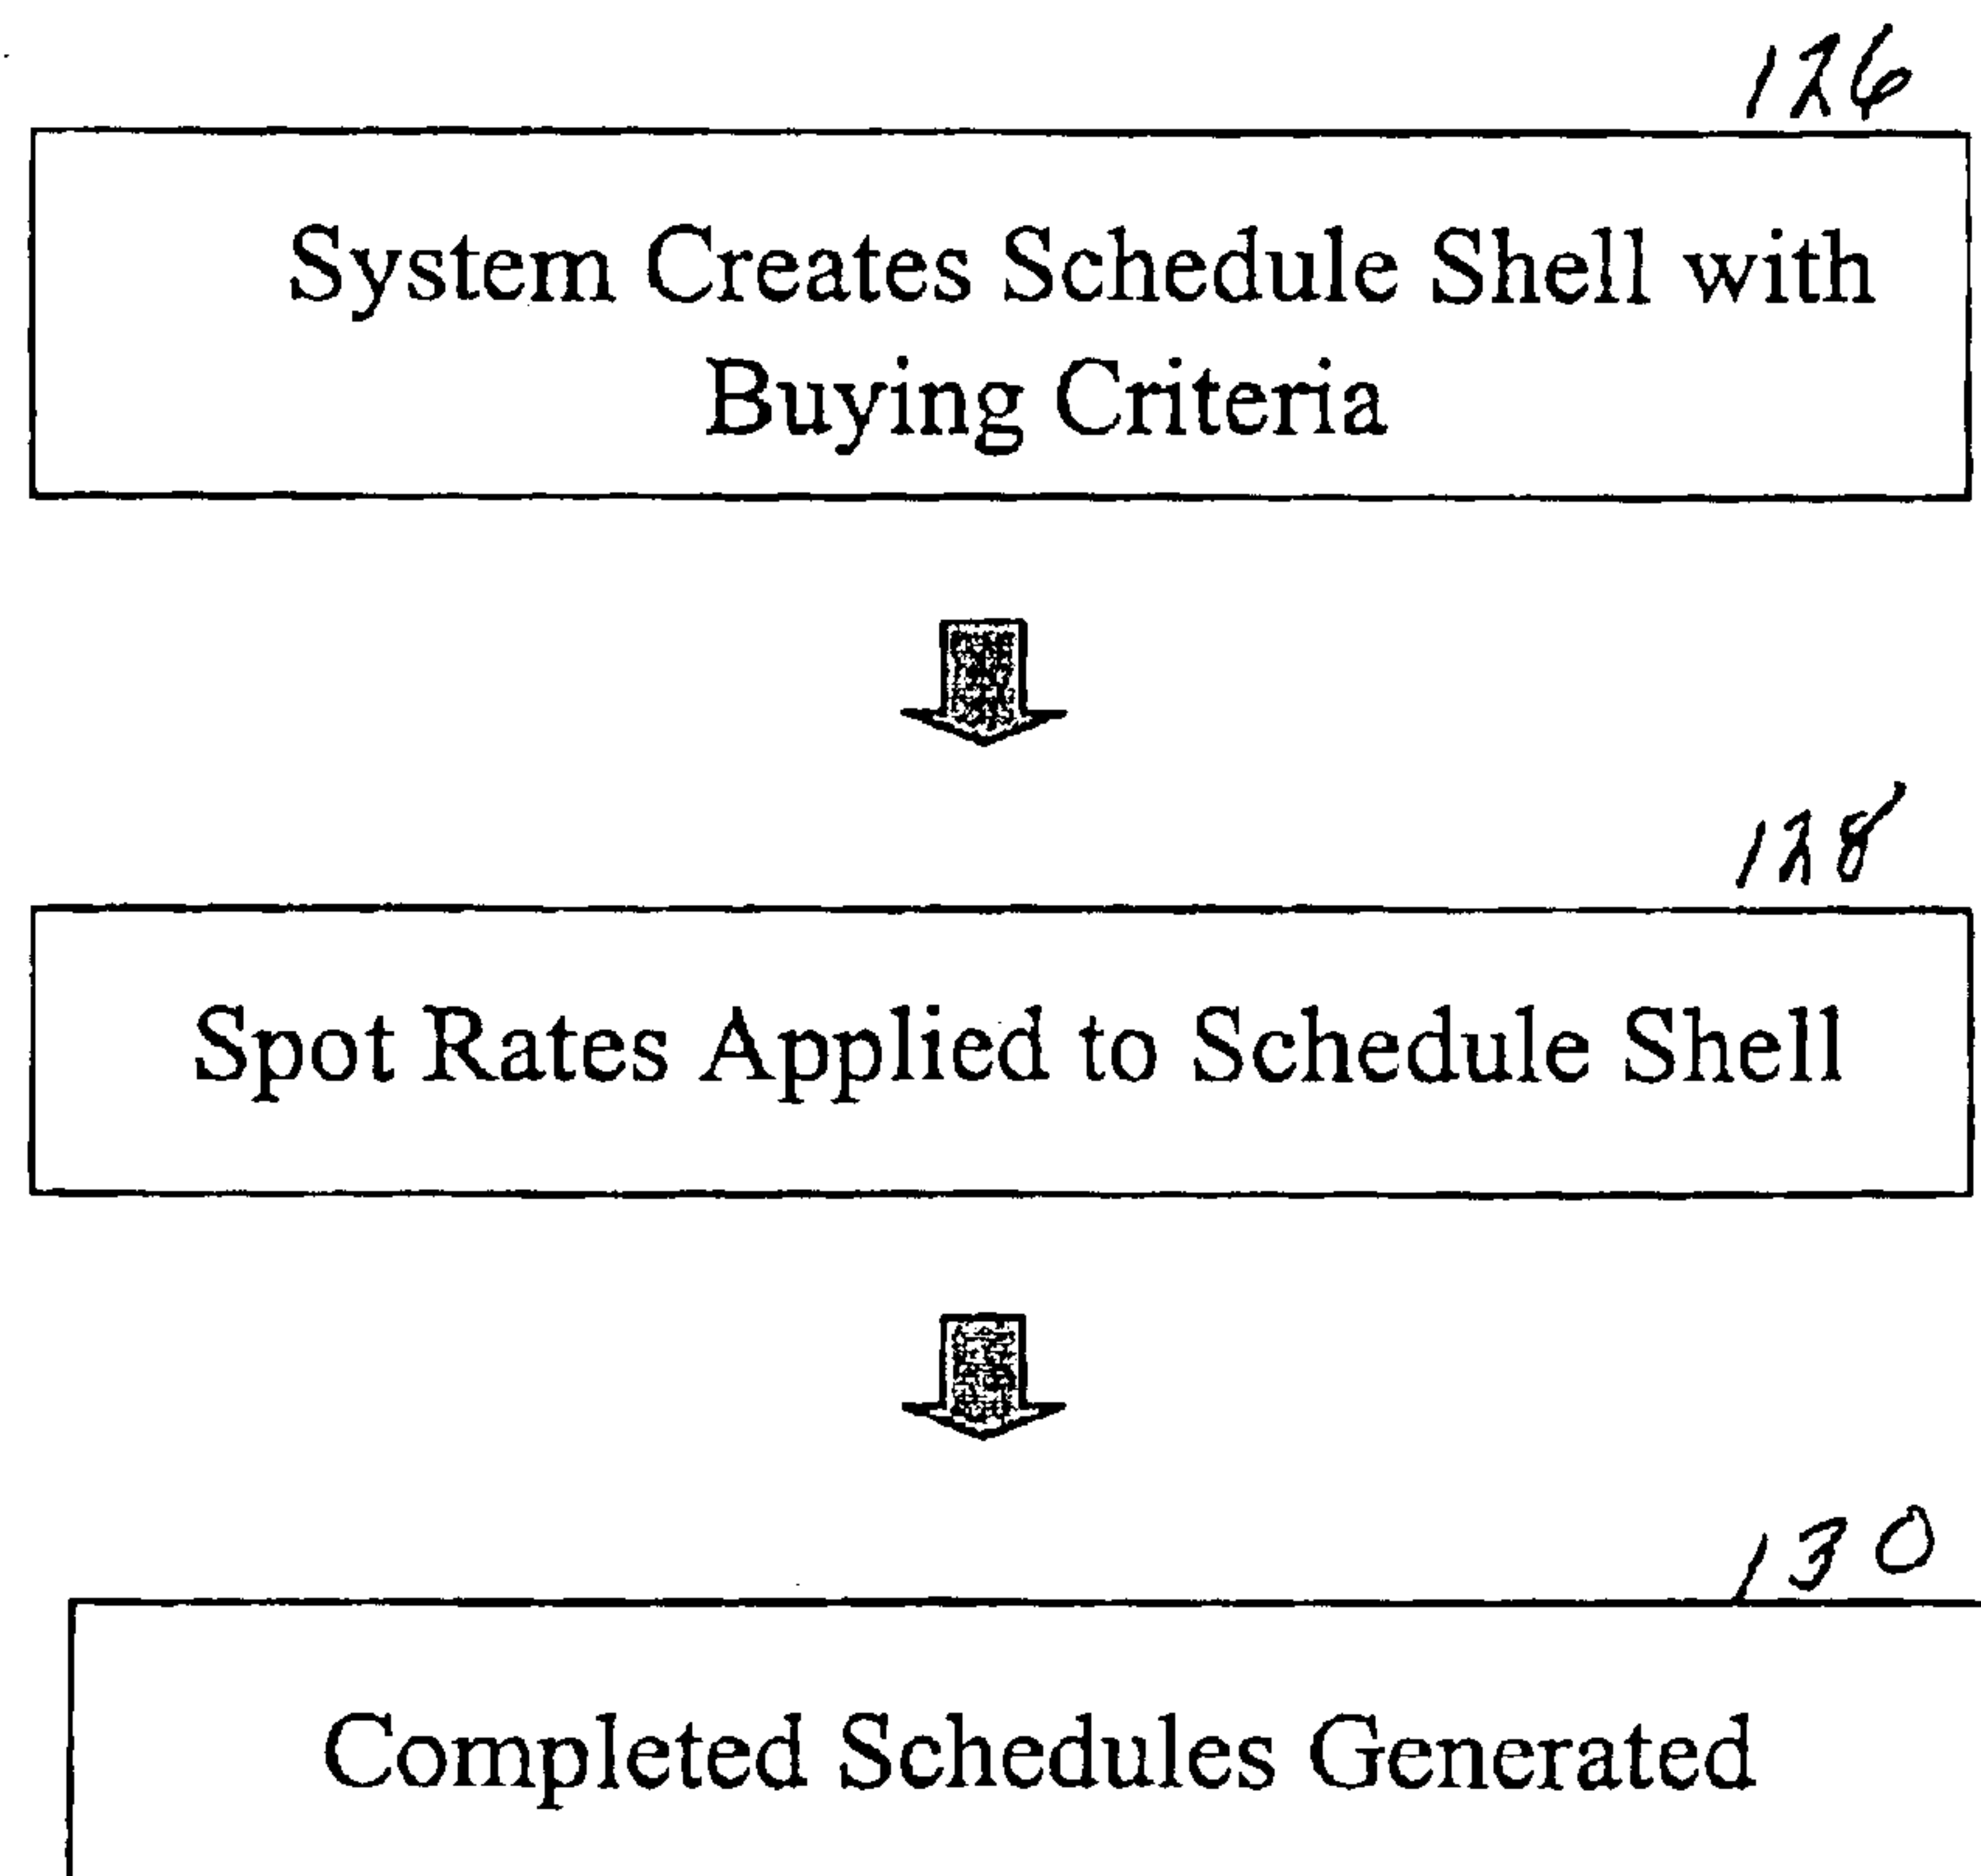 126
System Creates Schedule Shell with
Buying Criteria
128
Spot Rates Applied to Schedule Shell
130
Completed Schedules Generated